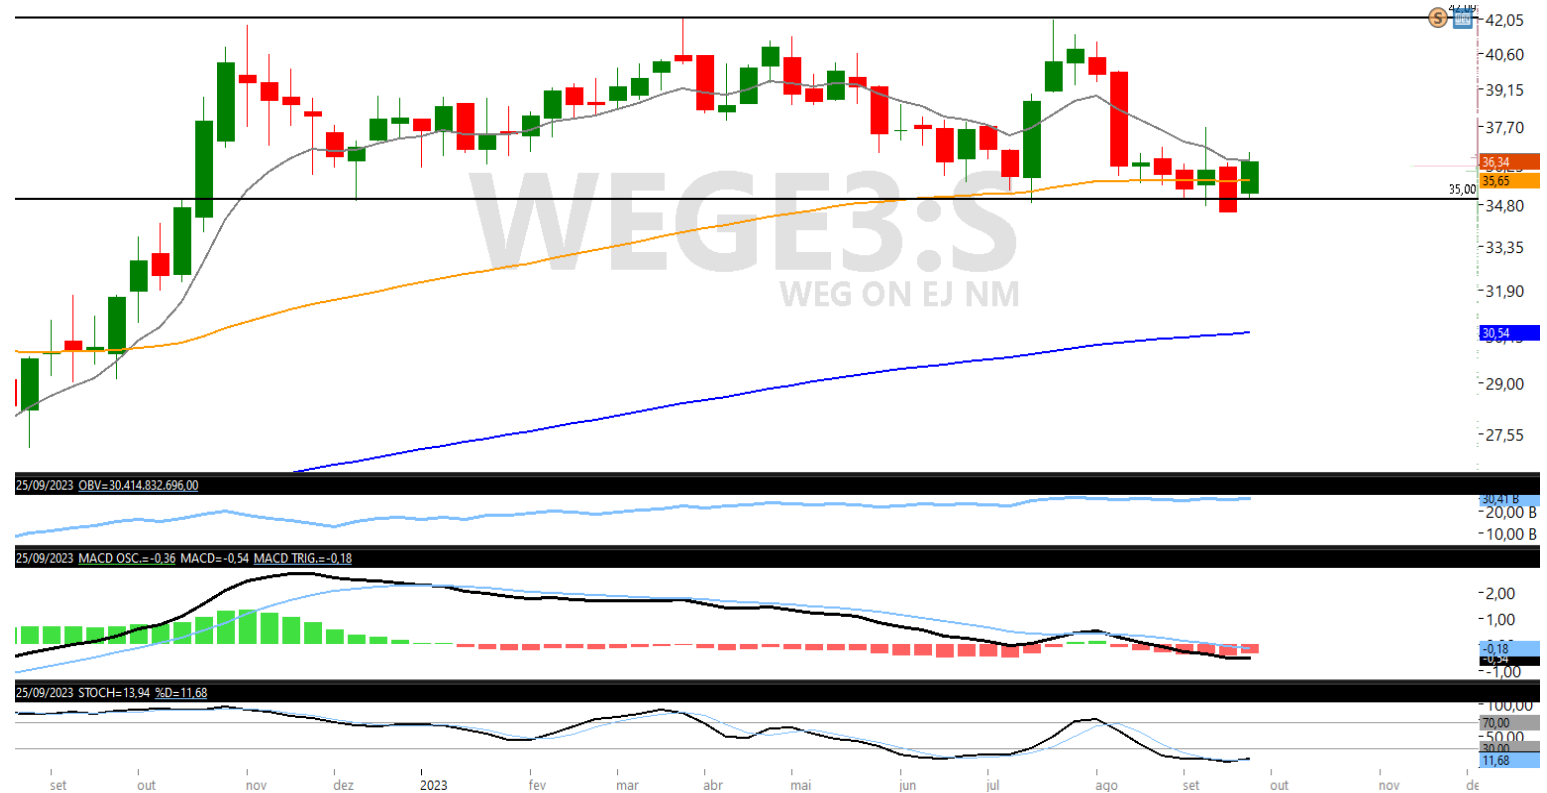 42,09
S
42,05
40,60
39,15
37,70
36,34
35,65
35,00
34,80
33,35
31,90
30,54
29,00
27,55
WEGE3:S
WEG ON EJ NM
25/09/2023 OBV=30.414.832.696,00
30,41 B
20,00 B
10,00 B
25/09/2023 MACD OSC.=-0,36 MACD=-0,54 MACD TRIG.=-0,18
2,00
1,00
-0,18
-0,54
-1,00
25/09/2023 STOCH=13,94 %D=11,68
100,00
70,00
50,00
30,00
11,68
set out nov dez 2023 fev mar abr mai jun jul ago set out nov de